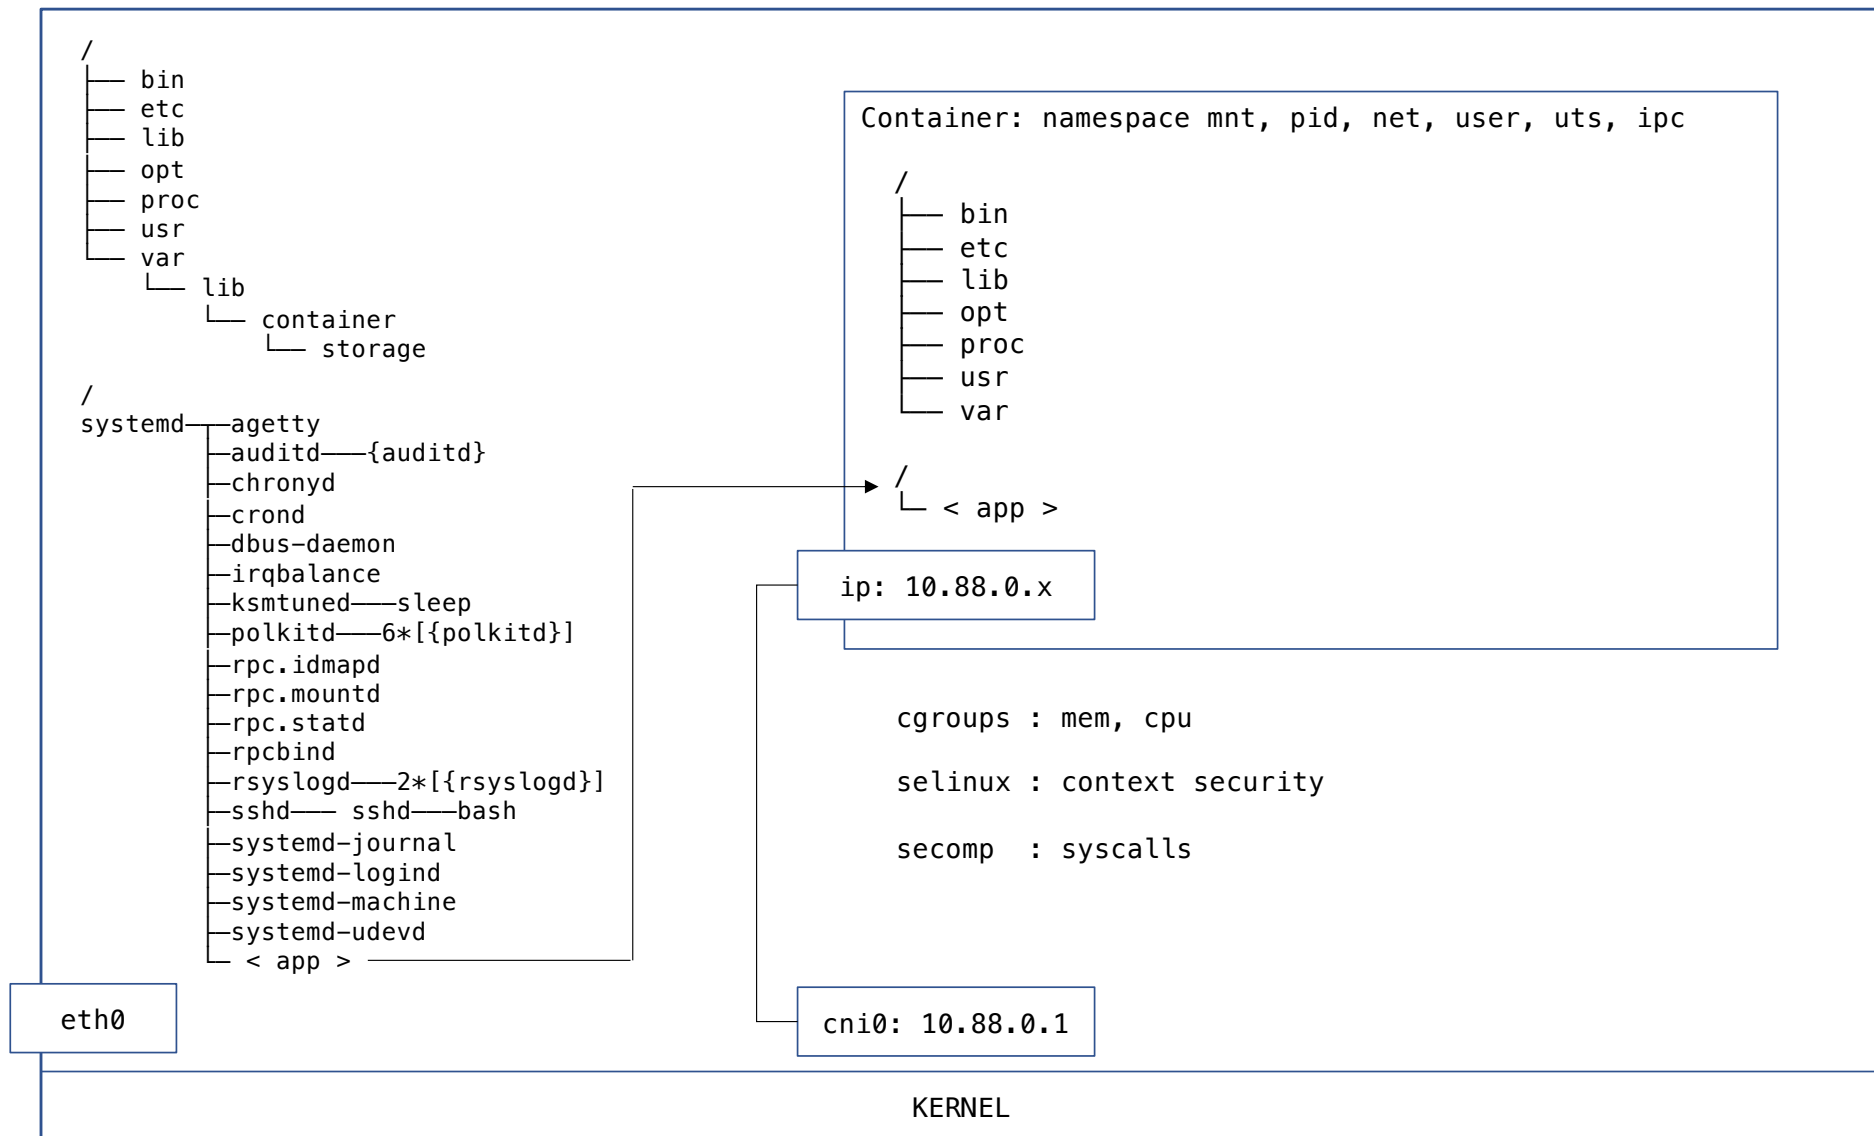 /
├── bin
├── etc
├── lib
├── opt
├── proc
├── usr
└── var
    └── lib
        └── container
            └── storage
/
systemd─┬─agetty
├─auditd───{auditd}
├─chronyd
├─crond
├─dbus-daemon
├─irqbalance
├─ksmtuned───sleep
├─polkitd───6*[{polkitd}]
├─rpc.idmapd
├─rpc.mountd
├─rpc.statd
├─rpcbind
├─rsyslogd───2*[{rsyslogd}]
├─sshd─── sshd───bash
├─systemd-journal
├─systemd-logind
├─systemd-machine
├─systemd-udevd
└─ < app >
eth0
Container: namespace mnt, pid, net, user, uts, ipc
/
├── bin
├── etc
├── lib
├── opt
├── proc
├── usr
└── var
/
└─ < app >
ip: 10.88.0.x
cgroups : mem, cpu
selinux : context security
secomp  : syscalls
cni0: 10.88.0.1
KERNEL